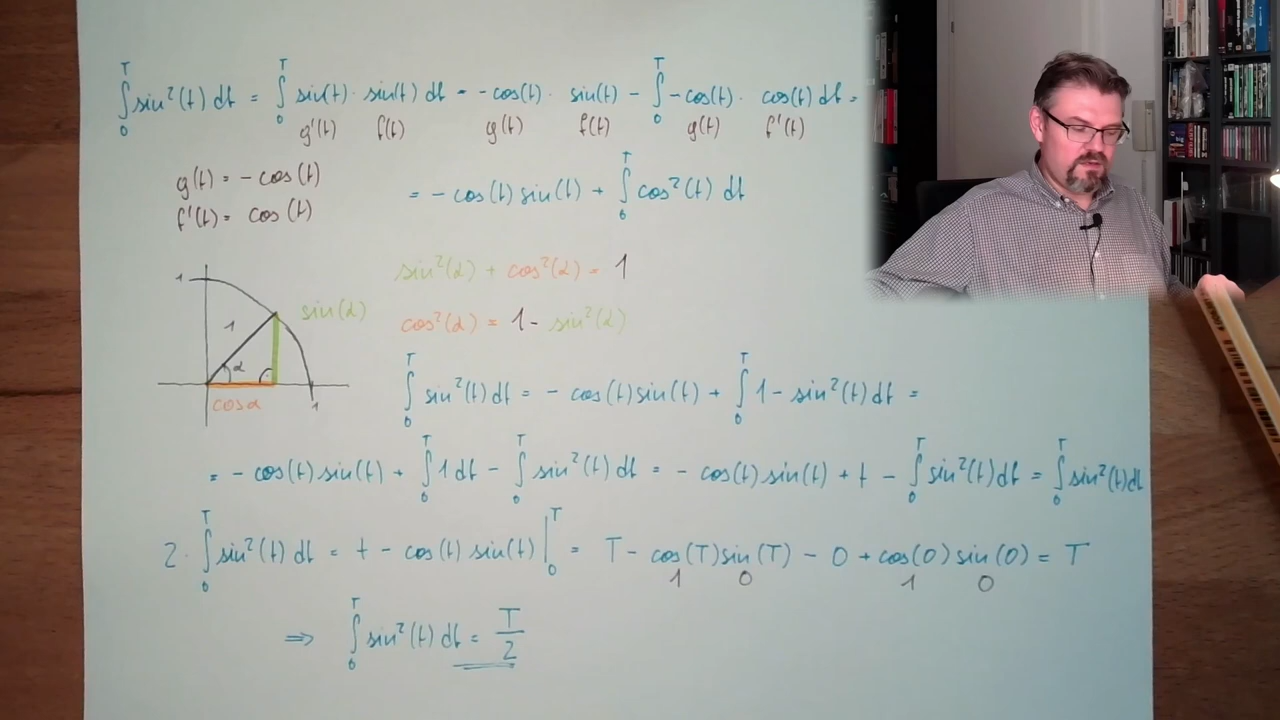 ∫₀ᵀ sin²(t) dt = ∫₀ᵀ sin(t) · sin(t) dt = -cos(t) · sin(t) - ∫₀ᵀ -cos(t) · cos(t) dt =
g'(t) f(t) g(t) f(t) g(t) f'(t)
g(t) = - cos(t)
f'(t) = cos(t)
= - cos(t) sin(t) + ∫₀ᵀ cos²(t) dt
sin²(α) + cos²(α) = 1
cos²(α) = 1 - sin²(α)
1
1
α
sin(α)
cosα
1
∫₀ᵀ sin²(t) dt = - cos(t) sin(t) + ∫₀ᵀ 1 - sin²(t) dt =
= - cos(t) sin(t) + ∫₀ᵀ 1 dt - ∫₀ᵀ sin²(t) dt = - cos(t) sin(t) + t - ∫₀ᵀ sin²(t) dt = ∫₀ᵀ sin²(t) dt
2 · ∫₀ᵀ sin²(t) dt = t - cos(t) sin(t) |₀ᵀ = T - cos(T) sin(T) - 0 + cos(0) sin(0) = T
1 0 1 0
⇒ ∫₀ᵀ sin²(t) dt = T/2